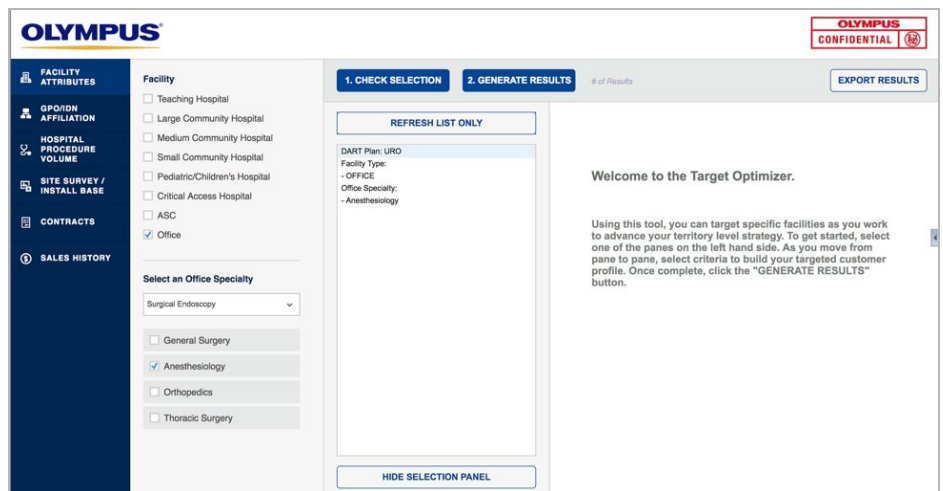 OLYMPUS
OLYMPUS
CONFIDENTIAL 秘
FACILITY
ATTRIBUTES
GPO/IDN
AFFILIATION
HOSPITAL
PROCEDURE
VOLUME
SITE SURVEY /
INSTALL BASE
CONTRACTS
SALES HISTORY
Facility
Teaching Hospital
Large Community Hospital
Medium Community Hospital
Small Community Hospital
Pediatric/Children's Hospital
Critical Access Hospital
ASC
Office
Select an Office Specialty
Surgical Endoscopy
General Surgery
Anesthesiology
Orthopedics
Thoracic Surgery
1. CHECK SELECTION
2. GENERATE RESULTS
# of Results
EXPORT RESULTS
REFRESH LIST ONLY
DART Plan: URO
Facility Type:
- OFFICE
Office Specialty:
- Anesthesiology
HIDE SELECTION PANEL
Welcome to the Target Optimizer.
Using this tool, you can target specific facilities as you work
to advance your territory level strategy. To get started, select
one of the panes on the left hand side. As you move from
pane to pane, select criteria to build your targeted customer
profile. Once complete, click the "GENERATE RESULTS"
button.